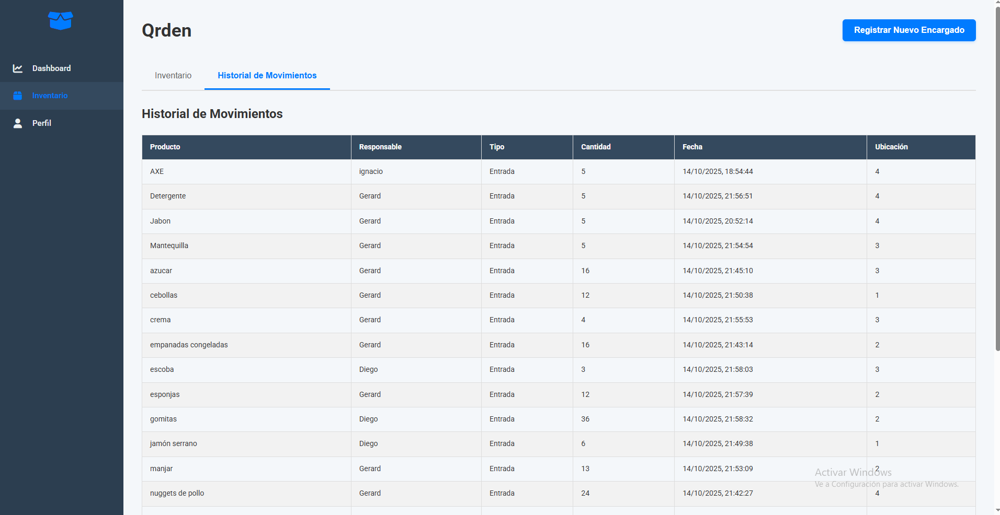 Qrden
Registrar Nuevo Encargado
Dashboard
Inventario
Perfil
Inventario Historial de Movimientos
Historial de Movimientos
Producto Responsable Tipo Cantidad Fecha Ubicación
AXE ignacio Entrada 5 14/10/2025, 18:54:44 4
Detergente Gerard Entrada 5 14/10/2025, 21:56:51 4
Jabon Gerard Entrada 5 14/10/2025, 20:52:14 4
Mantequilla Gerard Entrada 5 14/10/2025, 21:54:54 3
azucar Gerard Entrada 16 14/10/2025, 21:45:10 3
cebollas Gerard Entrada 12 14/10/2025, 21:50:38 1
crema Gerard Entrada 4 14/10/2025, 21:55:53 3
empanadas congeladas Gerard Entrada 16 14/10/2025, 21:43:14 2
escoba Diego Entrada 3 14/10/2025, 21:58:03 3
esponjas Gerard Entrada 12 14/10/2025, 21:57:39 2
gomitas Diego Entrada 36 14/10/2025, 21:58:32 2
jamón serrano Diego Entrada 6 14/10/2025, 21:49:38 1
manjar Gerard Entrada 13 14/10/2025, 21:53:09 2
nuggets de pollo Gerard Entrada 24 14/10/2025, 21:42:27 4
Activar Windows
Ve a Configuración para activar Windows.